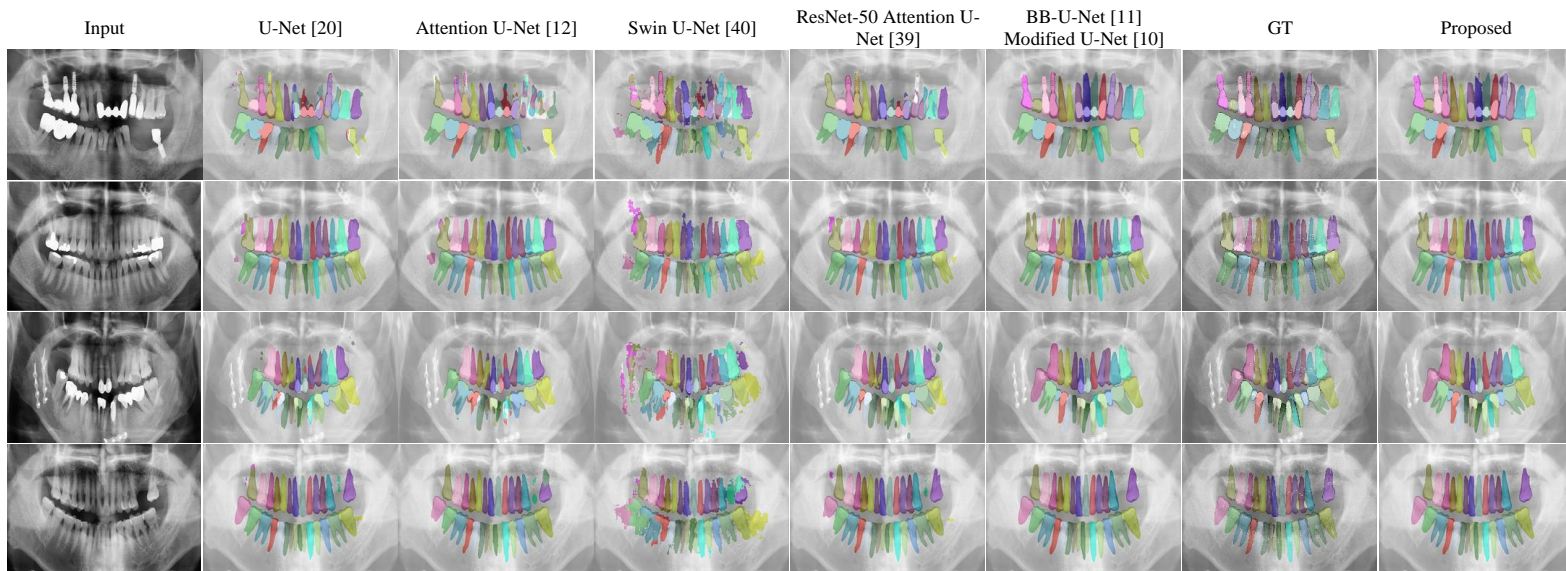 Input
U-Net [20]
Attention U-Net [12]
Swin U-Net [40]
ResNet-50 Attention U-
Net [39]
BB-U-Net [11]
Modified U-Net [10]
GT
Proposed